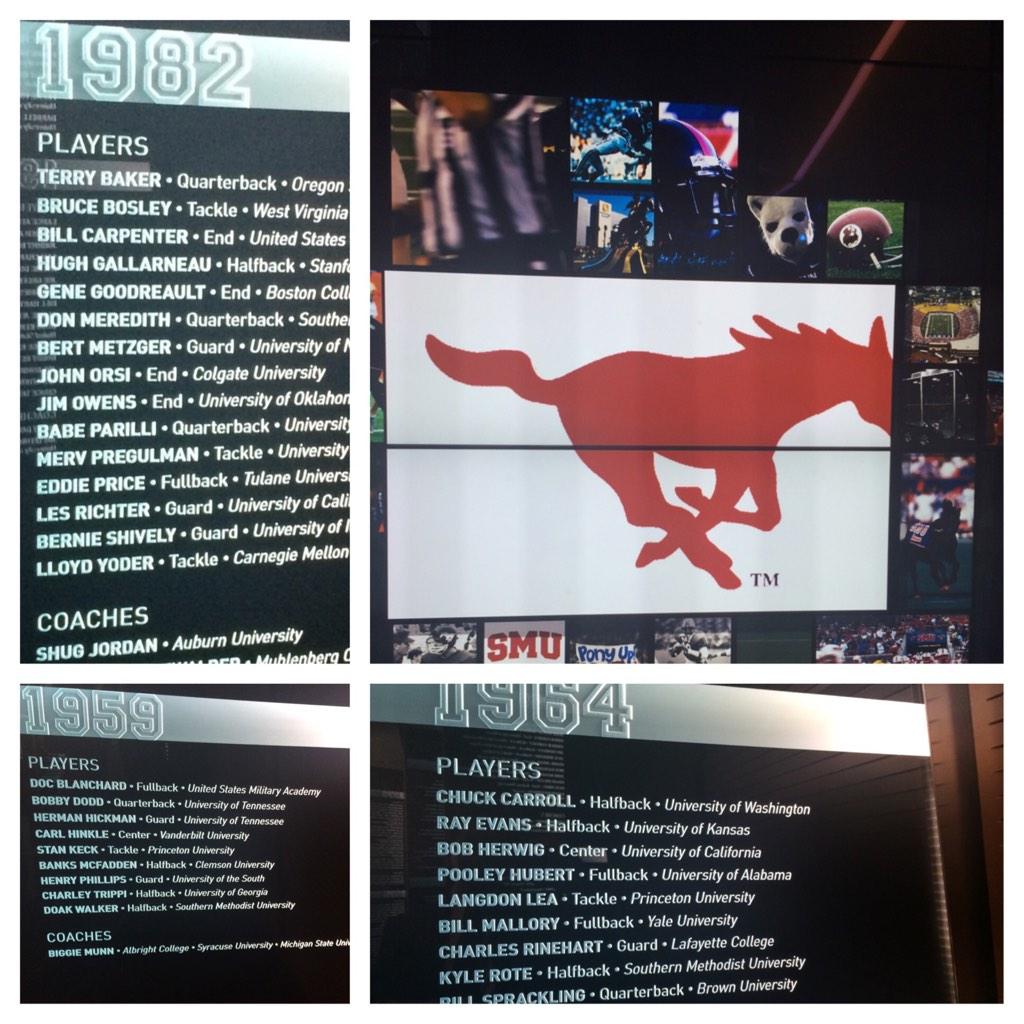 1982
PLAYERS
TERRY BAKER • Quarterback • Oregon
BRUCE BOSLEY • Tackle • West Virginia
BILL CARPENTER • End • United States
HUGH GALLARNEAU • Halfback • Stanf
GENE GOODREAULT • End • Boston Coll
DON MEREDITH • Quarterback • Southe
BERT METZGER • Guard • University of
JOHN ORSI • End • Colgate University
JIM OWENS • End • University of Oklahom
BABE PARILLI • Quarterback • University
MERV PREGULMAN • Tackle • University
EDDIE PRICE • Fullback • Tulane Universi
LES RICHTER • Guard • University of Cali
BERNIE SHIVELY • Guard • University of
LLOYD YODER • Tackle • Carnegie Mellon
COACHES
SHUG JORDAN • Auburn University
Muhlenberg C
TM
SMU
PONY UP
SMU
1959
PLAYERS
DOC BLANCHARD • Fullback • United States Military Academy
BOBBY DODD • Quarterback • University of Tennessee
HERMAN HICKMAN • Guard • University of Tennessee
CARL HINKLE • Center • Vanderbilt University
STAN KECK • Tackle • Princeton University
BANKS MCFADDEN • Halfback • Clemson University
HENRY PHILLIPS • Guard • University of the South
CHARLEY TRIPPI • Halfback • University of Georgia
DOAK WALKER • Halfback • Southern Methodist University
COACHES
BIGGIE MUNN • Albright College • Syracuse University • Michigan State Uni
1964
PLAYERS
CHUCK CARROLL • Halfback • University of Washington
RAY EVANS • Halfback • University of Kansas
BOB HERWIG • Center • University of California
POOLEY HUBERT • Fullback • University of Alabama
LANGDON LEA • Tackle • Princeton University
BILL MALLORY • Fullback • Yale University
CHARLES RINEHART • Guard • Lafayette College
KYLE ROTE • Halfback • Southern Methodist University
BILL SPRACKLING • Quarterback • Brown University